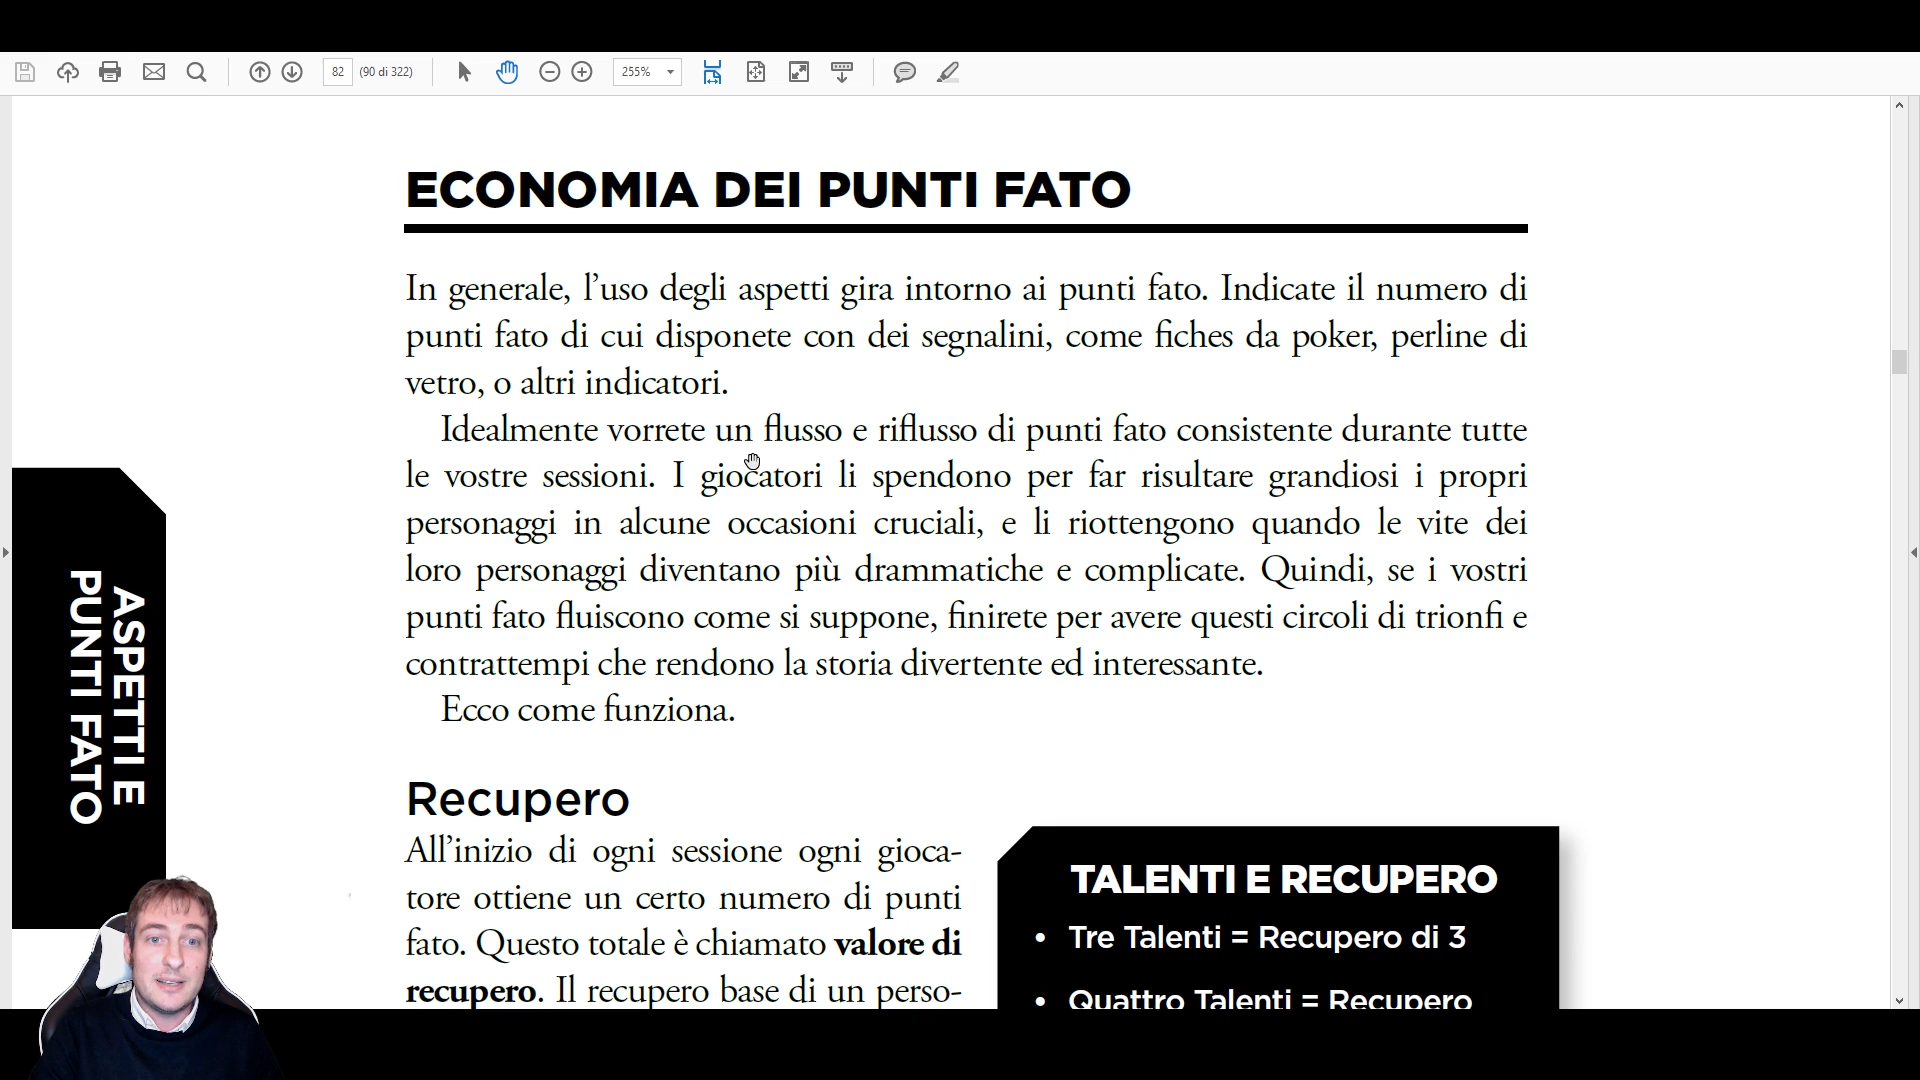 82 (90 di 322) 255%
ECONOMIA DEI PUNTI FATO
In generale, l’uso degli aspetti gira intorno ai punti fato. Indicate il numero di
punti fato di cui disponete con dei segnalini, come fiches da poker, perline di
vetro, o altri indicatori.
Idealmente vorrete un flusso e riflusso di punti fato consistente durante tutte
le vostre sessioni. I giocatori li spendono per far risultare grandiosi i propri
personaggi in alcune occasioni cruciali, e li riottengono quando le vite dei
loro personaggi diventano più drammatiche e complicate. Quindi, se i vostri
punti fato fluiscono come si suppone, finirete per avere questi circoli di trionfi e
contrattempi che rendono la storia divertente ed interessante.
Ecco come funziona.
ASPETTI E
PUNTI FATO
Recupero
All’inizio di ogni sessione ogni gioca-
tore ottiene un certo numero di punti
fato. Questo totale è chiamato valore di
recupero. Il recupero base di un perso-
TALENTI E RECUPERO
• Tre Talenti = Recupero di 3
• Quattro Talenti = Recupero